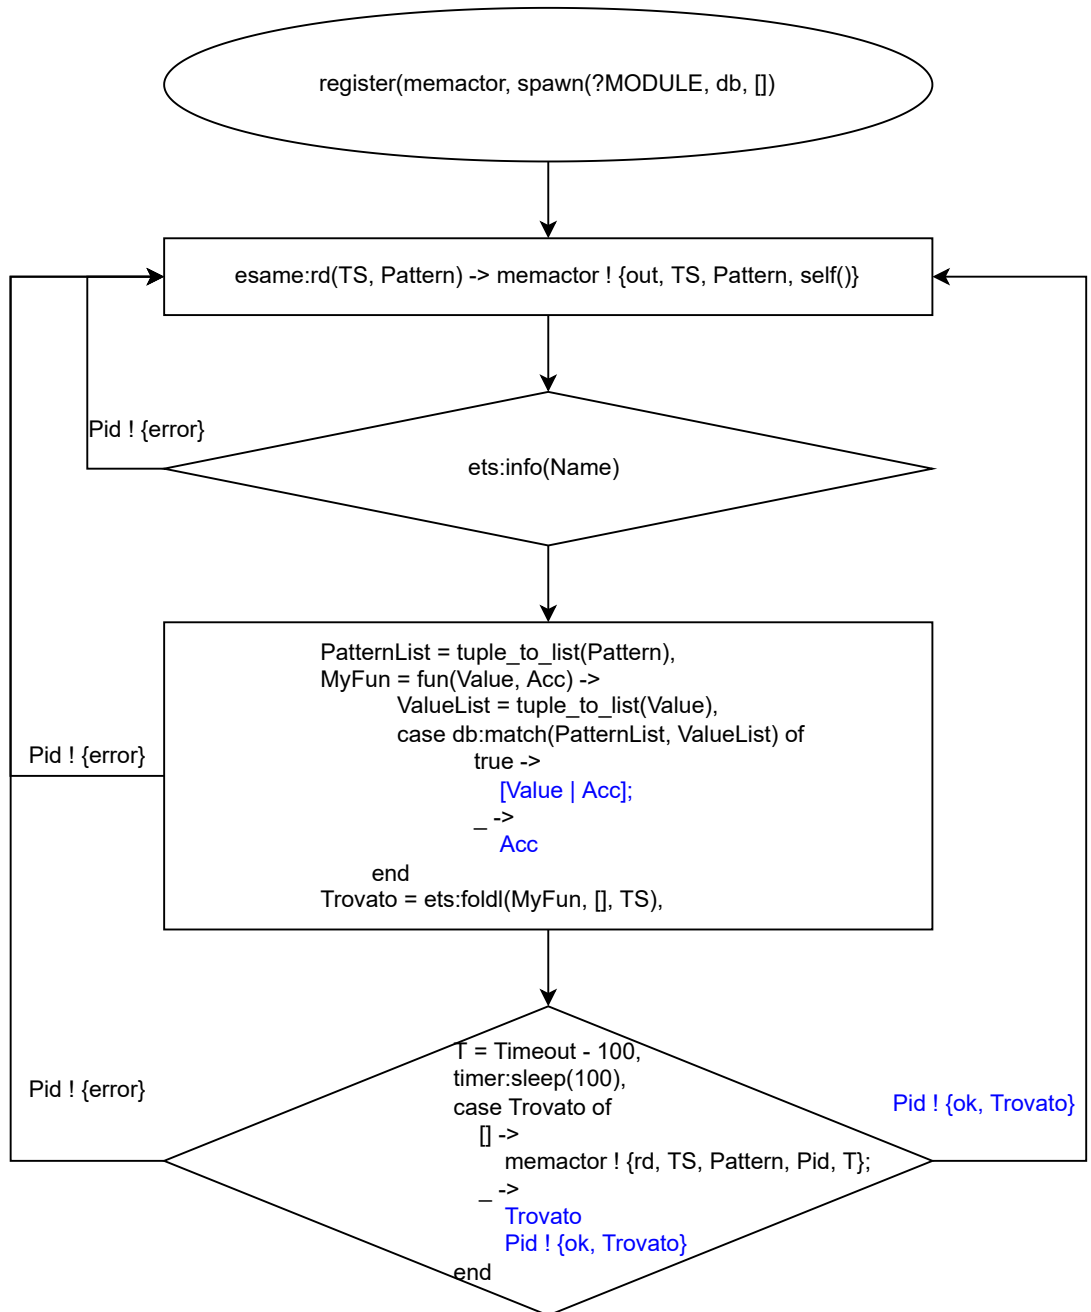 register(memactor, spawn(?MODULE, db, [])
esame:rd(TS, Pattern) -> memactor ! {out, TS, Pattern, self()}
Pid ! {error}
ets:info(Name)
PatternList = tuple_to_list(Pattern),
MyFun = fun(Value, Acc) ->
ValueList = tuple_to_list(Value),
case db:match(PatternList, ValueList) of
true ->
[Value | Acc];
_ ->
Acc
end
Trovato = ets:foldl(MyFun, [], TS),
Pid ! {error}
T = Timeout - 100,
timer:sleep(100),
case Trovato of
[] ->
memactor ! {rd, TS, Pattern, Pid, T};
_ ->
Trovato
Pid ! {ok, Trovato}
end
Pid ! {error}
Pid ! {ok, Trovato}